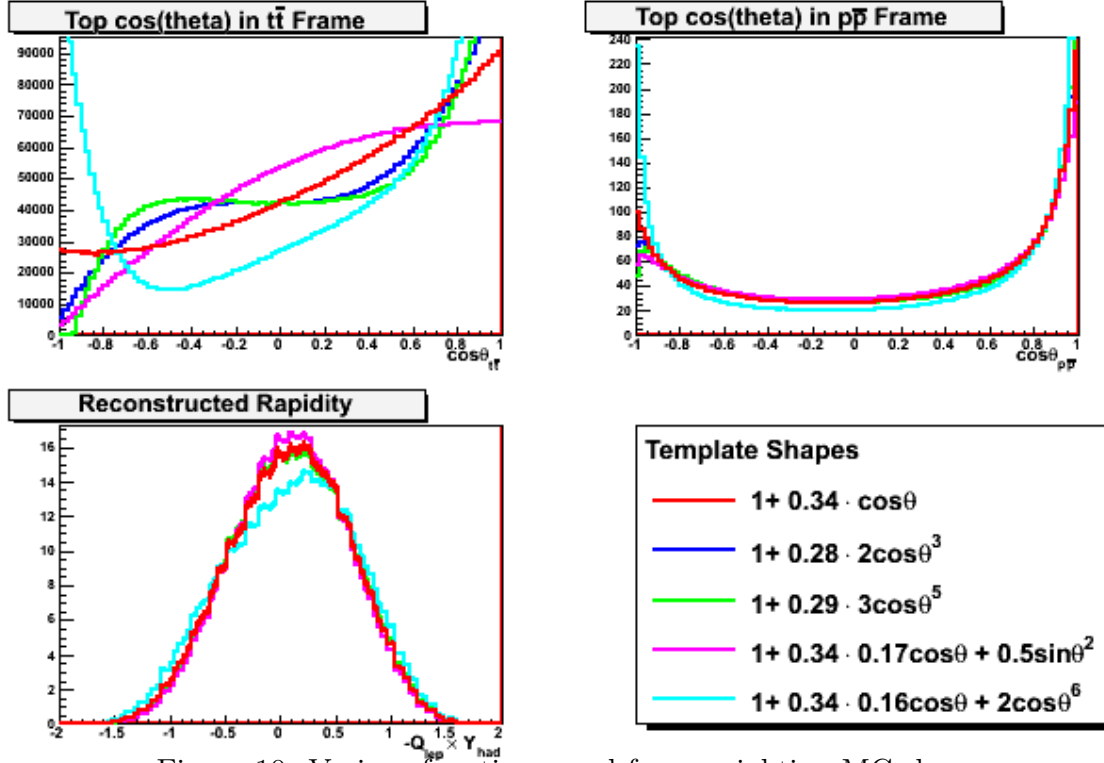 Top cos(theta) in tt̄ Frame
90000
80000
70000
60000
50000
40000
30000
20000
10000
0
-1 -0.8 -0.6 -0.4 -0.2 0 0.2 0.4 0.6 0.8 1
cosθ_tt̄
Top cos(theta) in pp̄ Frame
240
220
200
180
160
140
120
100
80
60
40
20
0
-1 -0.8 -0.6 -0.4 -0.2 0 0.2 0.4 0.6 0.8 1
cosθ_pp̄
Reconstructed Rapidity
16
14
12
10
8
6
4
2
0
-2 -1.5 -1 -0.5 0 0.5 1 1.5 2
-Q_lep × Y_had
Template Shapes
1+ 0.34 · cosθ
1+ 0.28 · 2cosθ³
1+ 0.29 · 3cosθ⁵
1+ 0.34 · 0.17cosθ + 0.5sinθ²
1+ 0.34 · 0.16cosθ + 2cosθ⁶